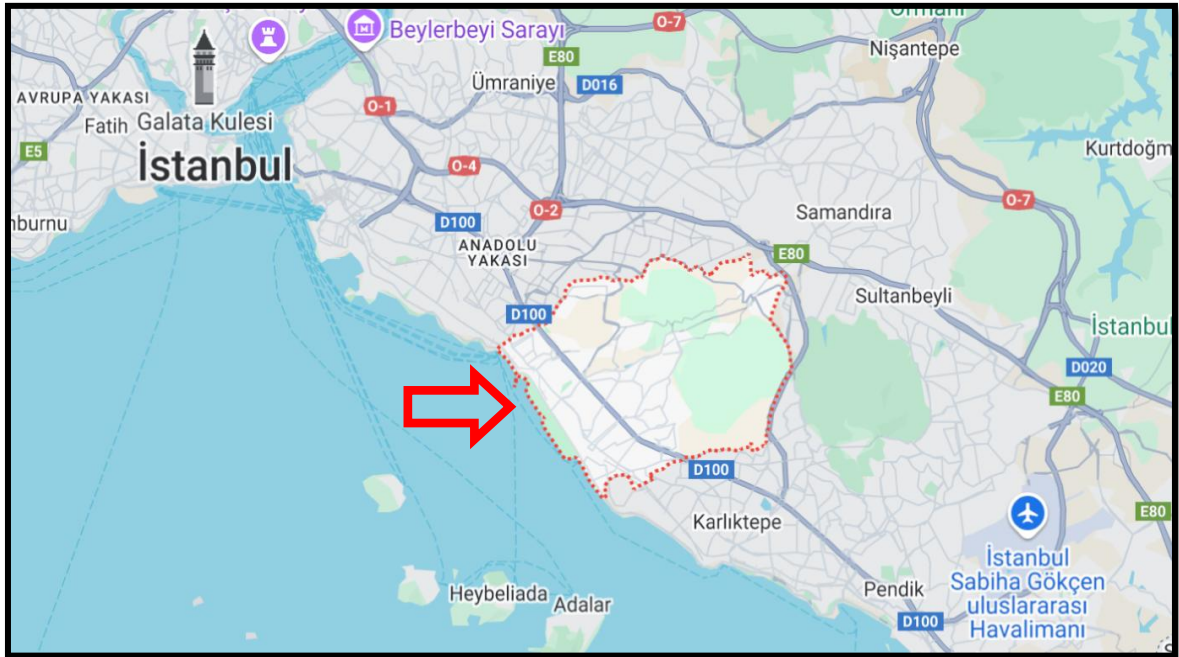 Beylerbeyi Sarayı
O-7
Nişantepe
E80
Ümraniye
D016
AVRUPA YAKASI
O-1
Fatih
Galata Kulesi
E5
İstanbul
Kurtdoğm
O-4
O-7
O-2
Samandıra
D100
ıburnu
ANADOLU
YAKASI
E80
Sultanbeyli
D100
İstanbu
D020
E80
D100
E80
Karlıktepe
İstanbul
Sabiha Gökçen
uluslararası
Havalimanı
Heybeliada
Adalar
Pendik
D100